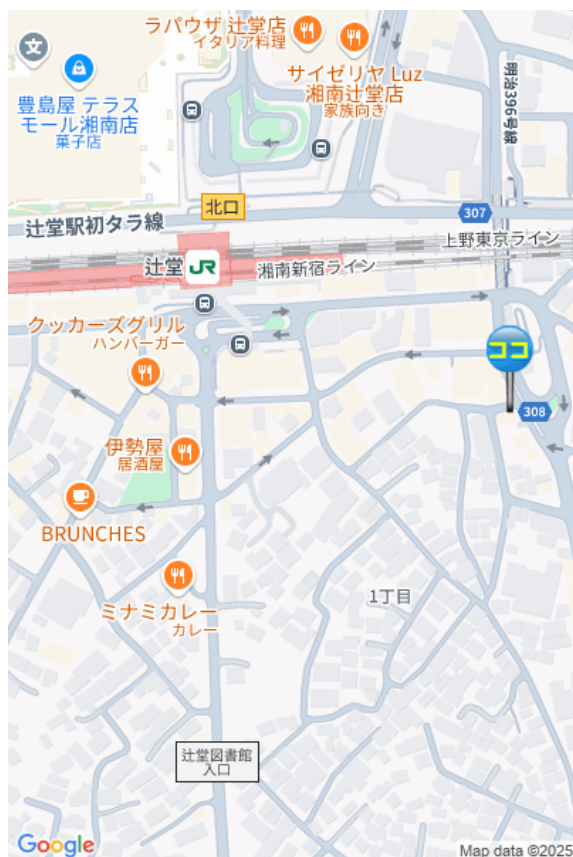 ラパウザ 辻堂店
イタリア料理
文
サイゼリヤ Luz
湘南辻堂店
家族向き
豊島屋 テラス
モール湘南店
菓子店
明治396号線
北口
307
辻堂駅初タラ線
上野東京ライン
辻堂
JR
湘南新宿ライン
クッカーズグリル
ハンバーガー
ココ
308
伊勢屋
居酒屋
BRUNCHES
ミナミカレー
カレー
1丁目
辻堂図書館
入口
Google
Map data ©2025